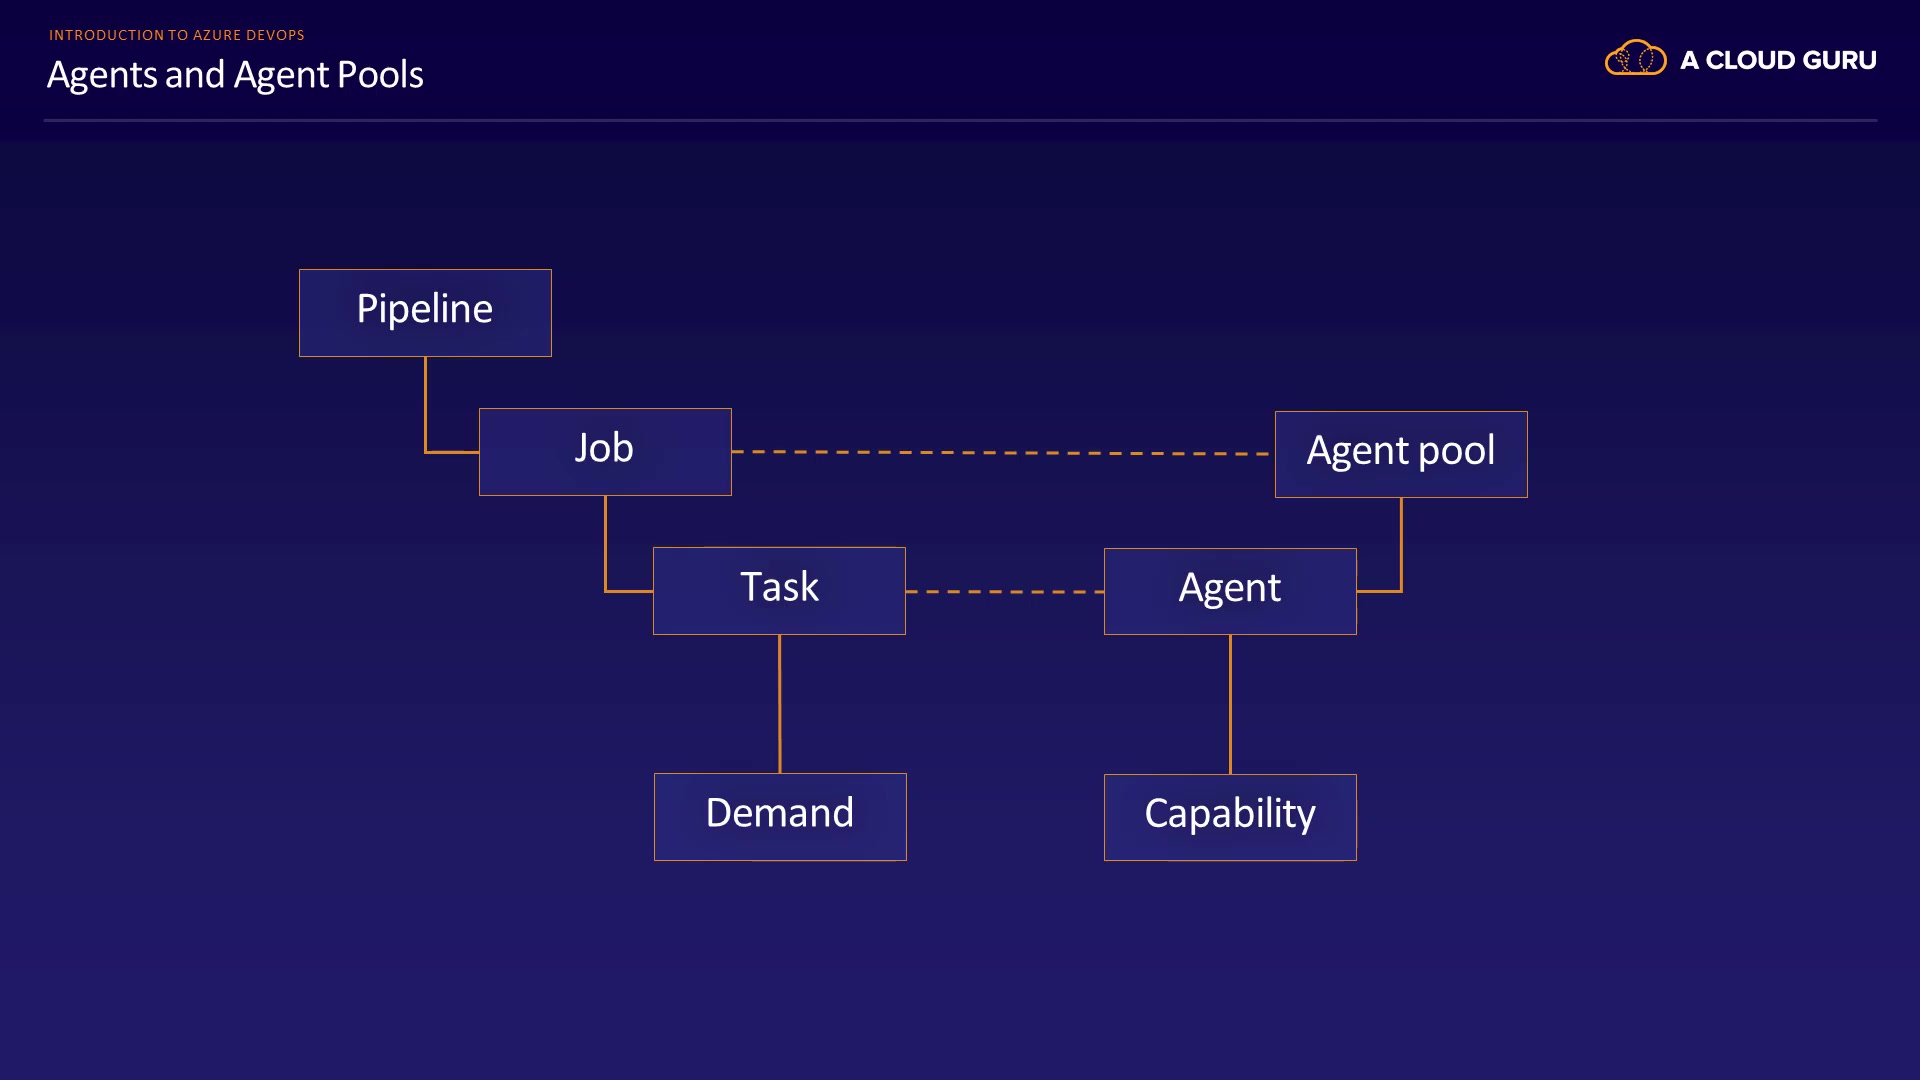 INTRODUCTION TO AZURE DEVOPS
Agents and Agent Pools
A CLOUD GURU
Pipeline
Job
Agent pool
Task
Agent
Demand
Capability